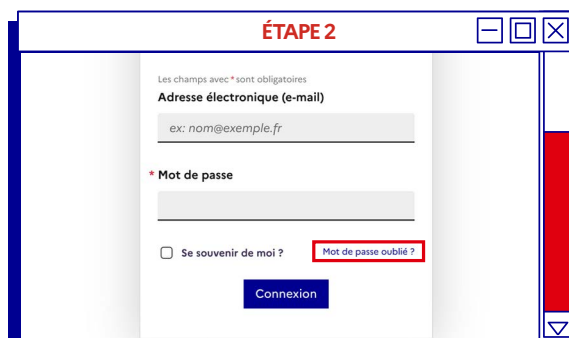 ÉTAPE 2
Les champs avec * sont obligatoires
Adresse électronique (e-mail)
ex: nom@exemple.fr
* Mot de passe
Se souvenir de moi ?
Mot de passe oublié ?
Connexion